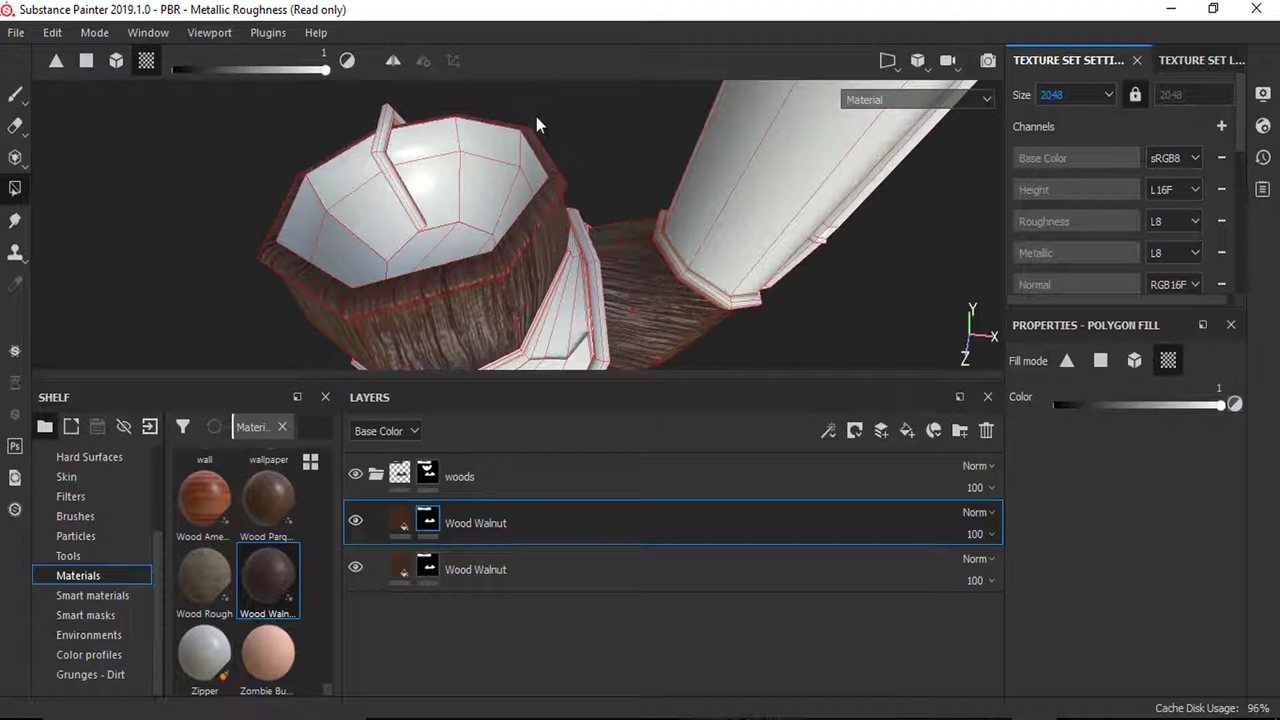 Substance Painter 2019.1.0 - PBR - Metallic Roughness (Read only)
File Edit Mode Window Viewport Plugins Help
1
TEXTURE SET SETTI...
TEXTURE SET L...
Material
Size 2048 2048
Channels
Base Color sRGB8
Height L16F
Roughness L8
Metallic L8
Normal RGB16F
Y
X
Z
PROPERTIES - POLYGON FILL
Fill mode
Color 1
SHELF
Materi..
Hard Surfaces
Skin
Filters
Brushes
Particles
Tools
Materials
Smart materials
Smart masks
Environments
Color profiles
Grunges - Dirt
wall wallpaper
Wood Ame... Wood Parq...
Wood Rough Wood Waln...
Zipper Zombie Bu...
LAYERS
Base Color
woods Norm 100
Wood Walnut Norm 100
Wood Walnut Norm 100
Ps
Cache Disk Usage: 96%